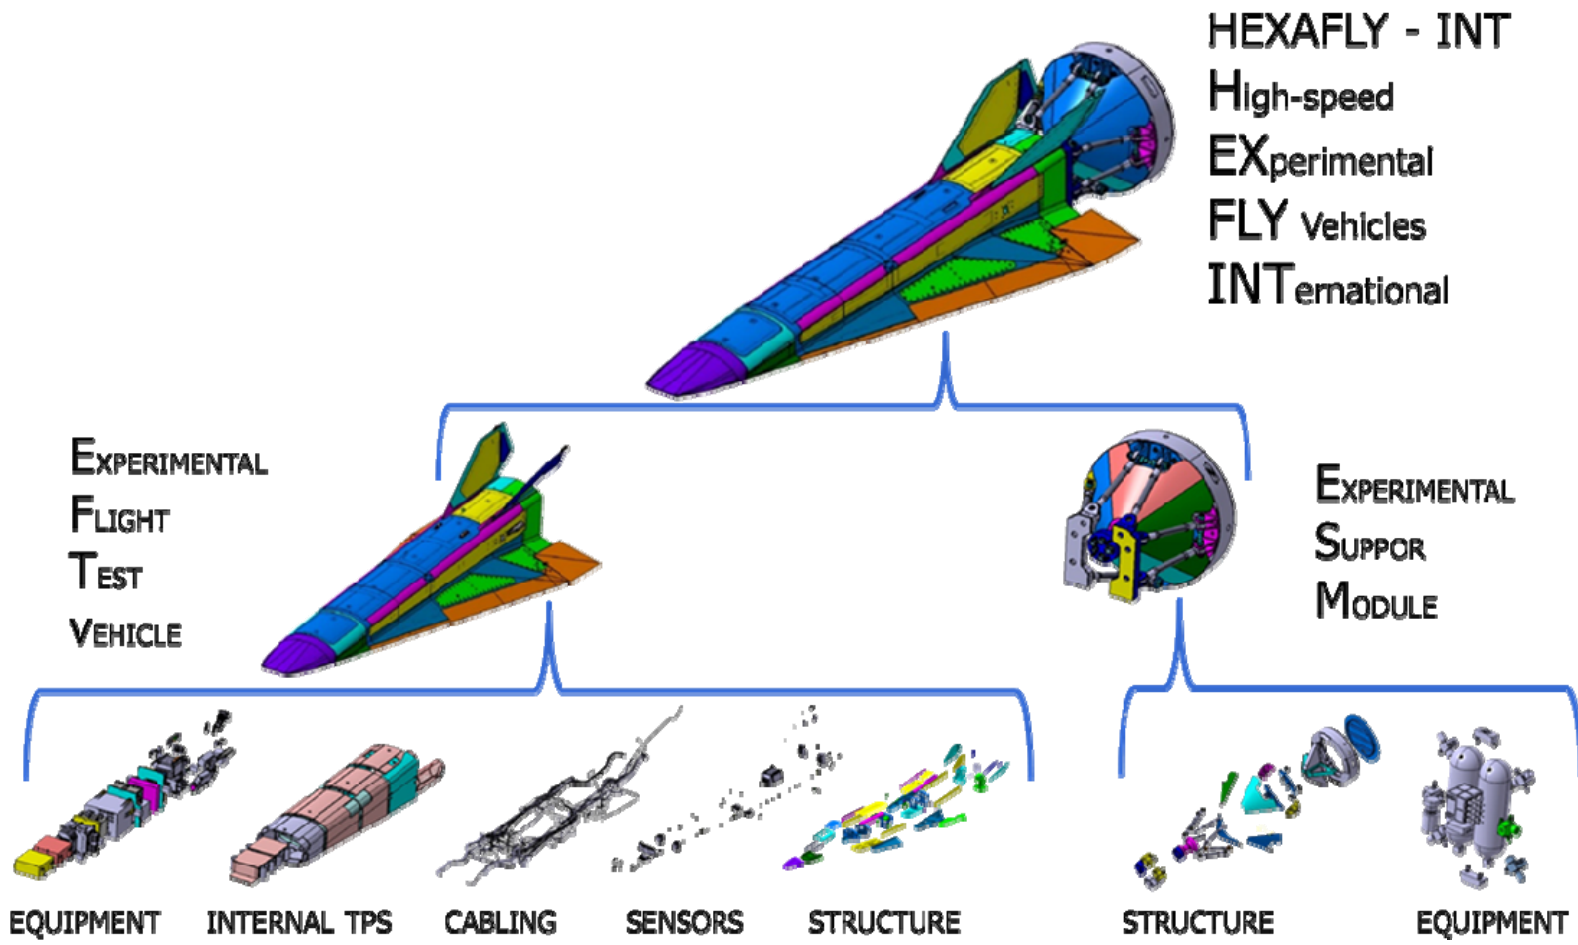 HEXAFLY - INT
High-speed
EXperimental
FLY Vehicles
INTernational
EXPERIMENTAL
FLIGHT
TEST
VEHICLE
EXPERIMENTAL
SUPPOR
MODULE
EQUIPMENT
INTERNAL TPS
CABLING
SENSORS
STRUCTURE
STRUCTURE
EQUIPMENT